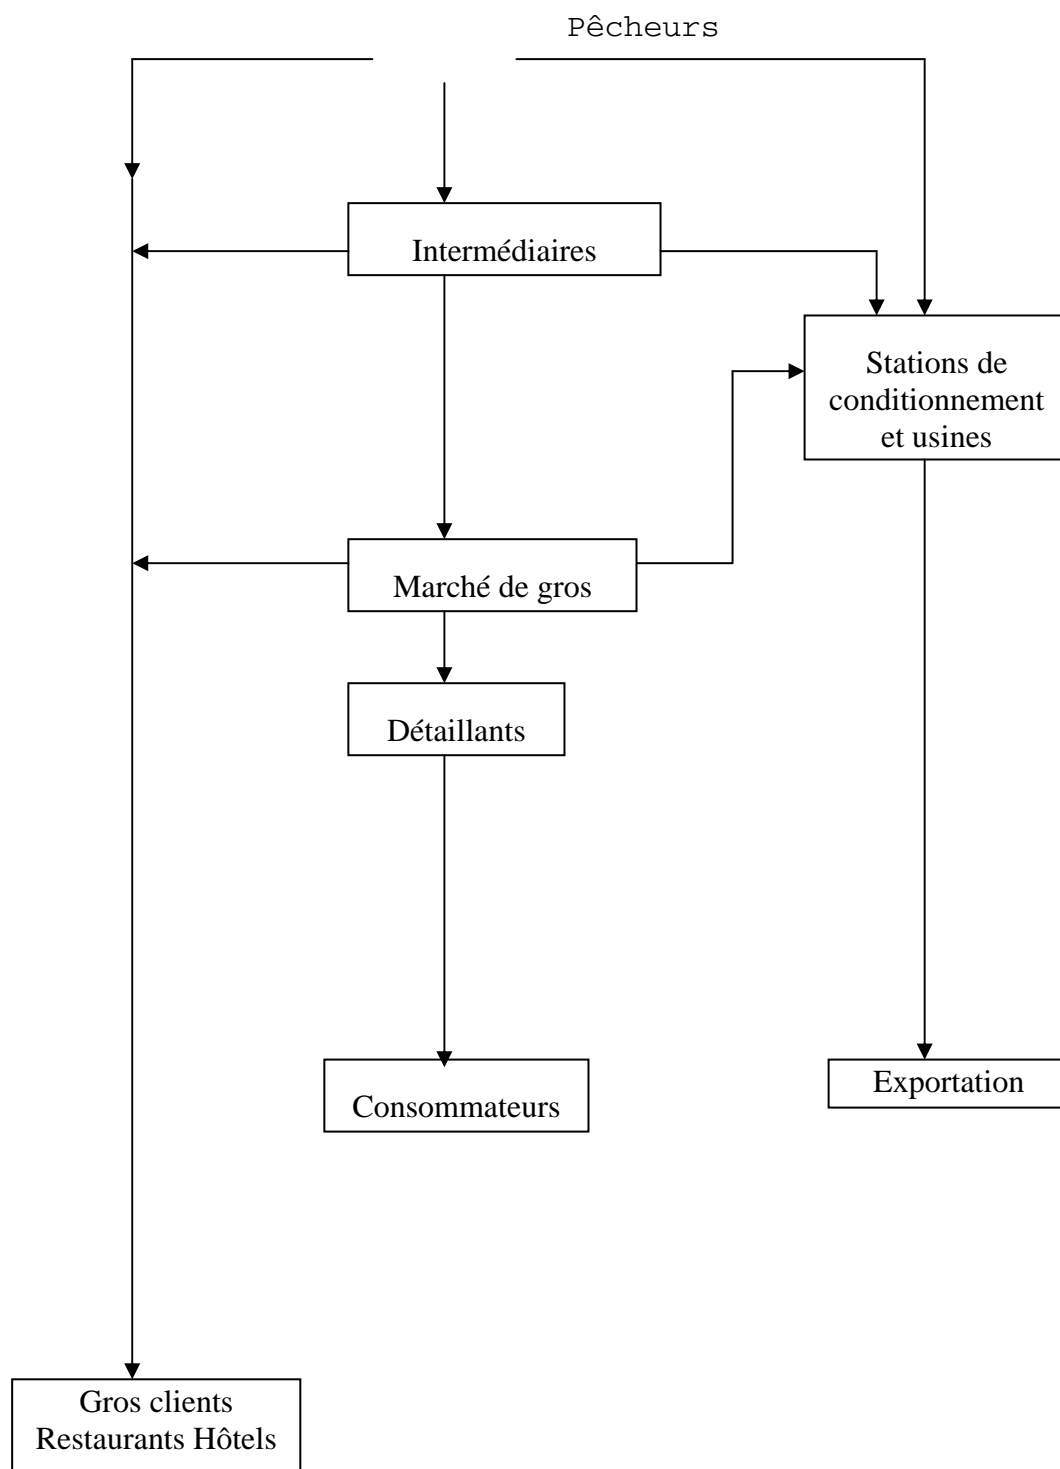 Pêcheurs
Intermédiaires
Stations de
conditionnement
et usines
Marché de gros
Détaillants
Consommateurs
Exportation
Gros clients
Restaurants Hôtels